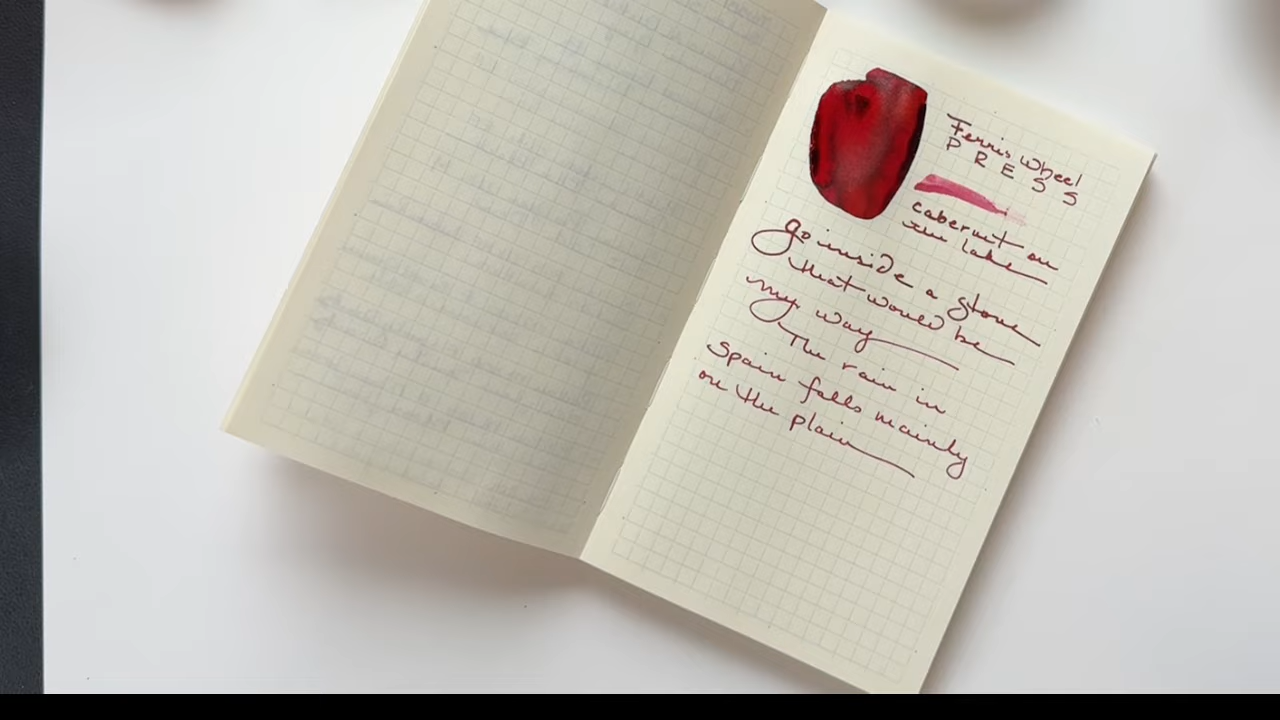 Ferris Wheel
PRESS
cabernet on
the lake
go inside a stone
that would be
my way
The rain in
Spain falls mainly
on the plain